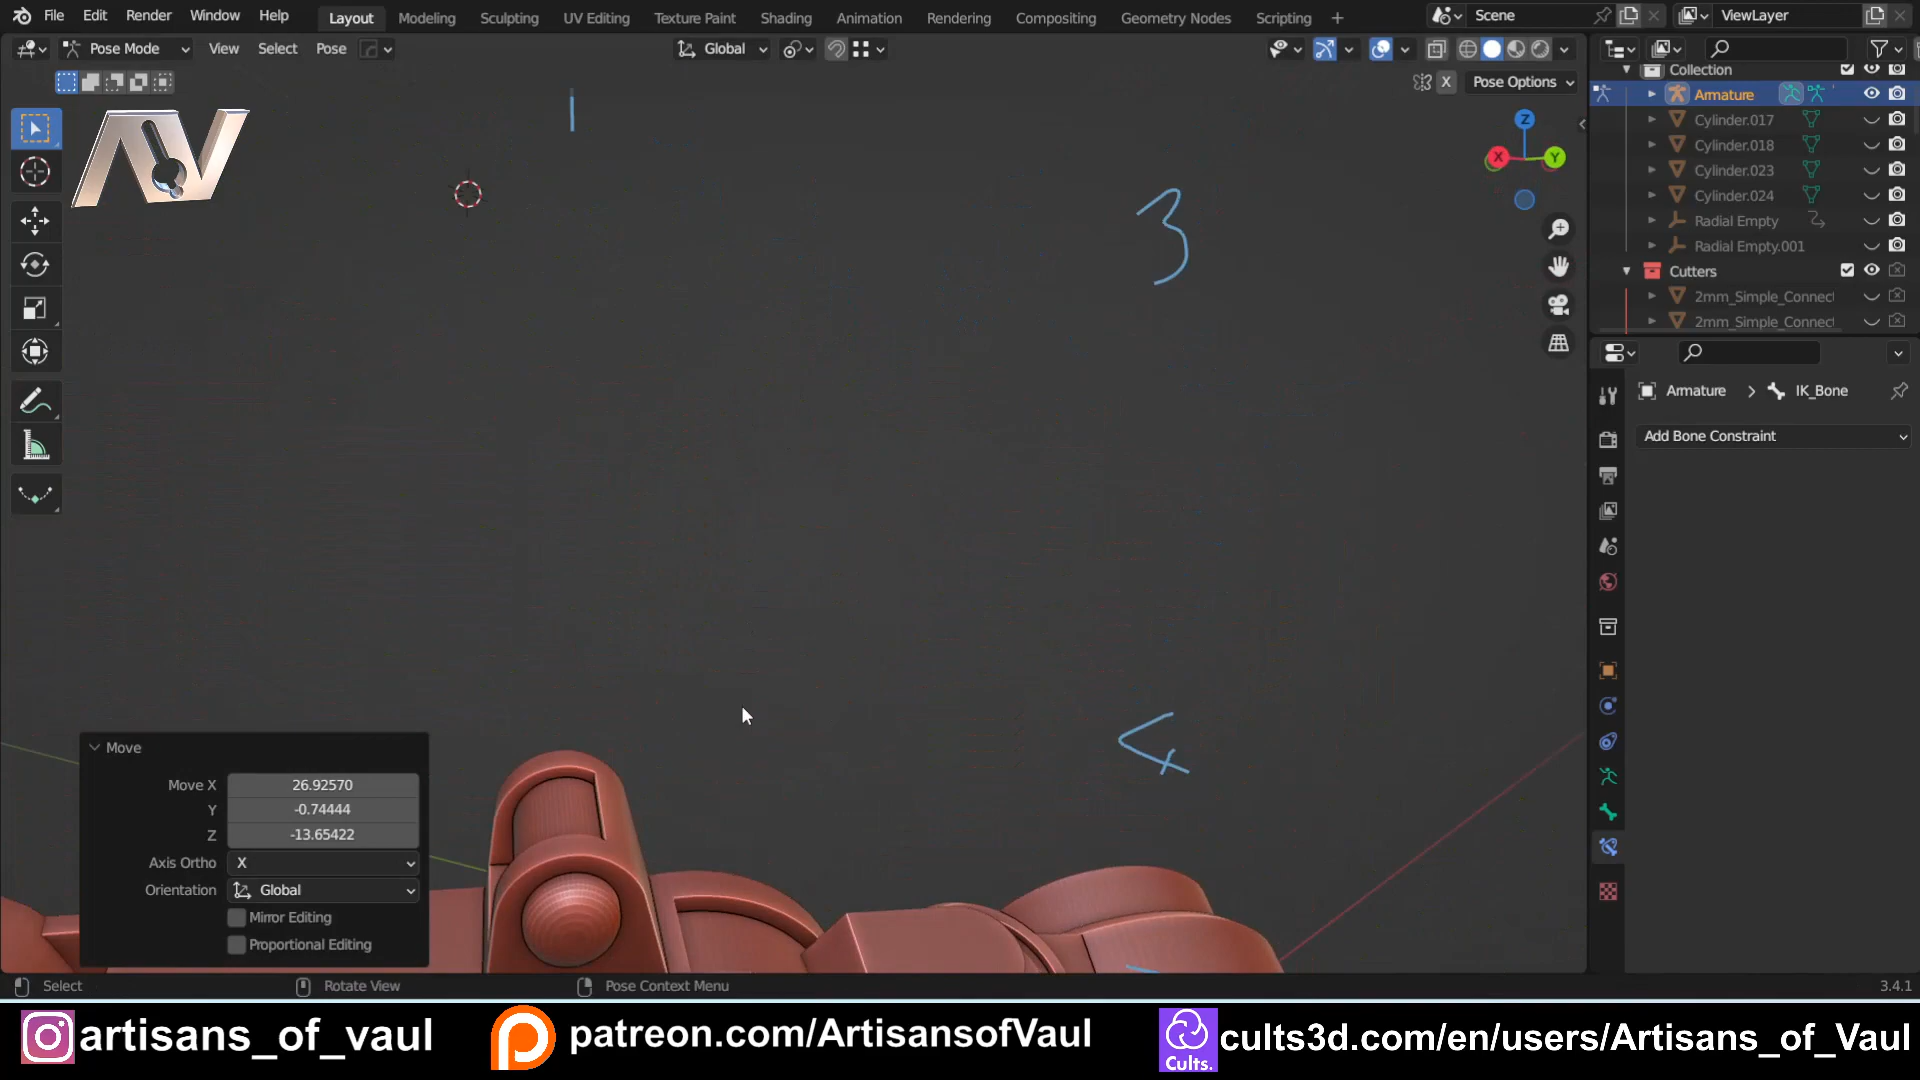 File Edit Render Window Help Layout Modeling Sculpting UV Editing Texture Paint Shading Animation Rendering Compositing Geometry Nodes Scripting + Scene ViewLayer
Pose Mode View Select Pose Global
X Pose Options
AV
1
3
4
Z
X
Y
Collection
Armature
Cylinder.017
Cylinder.018
Cylinder.023
Cylinder.024
Radial Empty
Radial Empty.001
Cutters
2mm_Simple_Connect
2mm_Simple_Connect
Armature > IK_Bone
Add Bone Constraint
Move
Move X 26.92570
Y -0.74444
Z -13.65422
Axis Ortho X
Orientation Global
Mirror Editing
Proportional Editing
Select Rotate View Pose Context Menu 3.4.1
artisans_of_vaul patreon.com/ArtisansofVaul Cults. cults3d.com/en/users/Artisans_of_Vaul